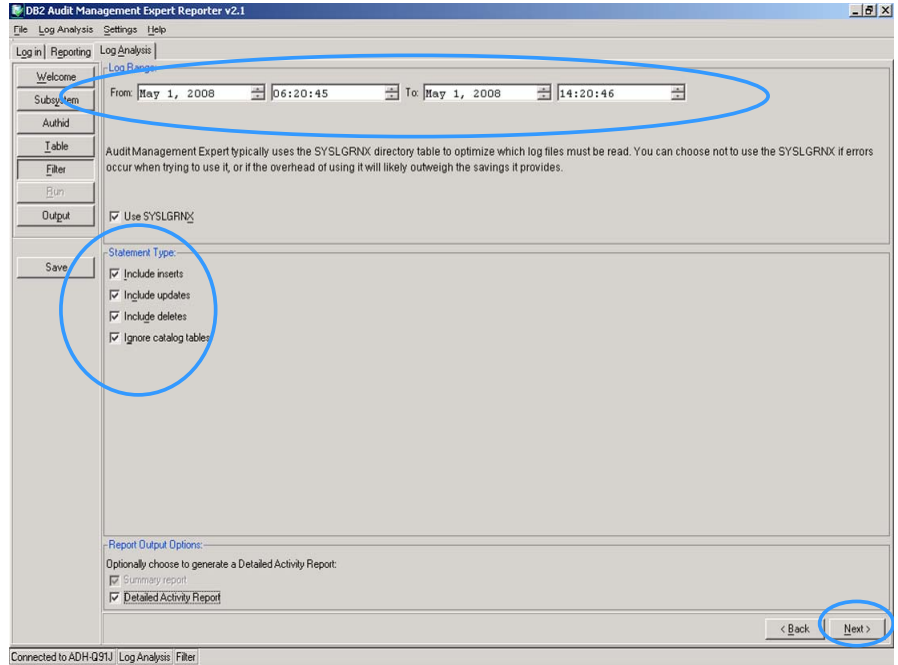 DB2 Audit Management Expert Reporter v2.1
File Log Analysis Settings Help
Log in Reporting Log Analysis
Welcome
Subsystem
Authid
Table
Filter
Run
Output
Save
Log Range:
From: May 1, 2008 06:20:45 To: May 1, 2008 14:20:46
Audit Management Expert typically uses the SYSLGRNX directory table to optimize which log files must be read. You can choose not to use the SYSLGRNX if errors
occur when trying to use it, or if the overhead of using it will likely outweigh the savings it provides.
Use SYSLGRNX
Statement Type:
Include inserts
Include updates
Include deletes
Ignore catalog tables
Report Output Options:
Optionally choose to generate a Detailed Activity Report:
Summary report
Detailed Activity Report
< Back Next >
Connected to ADH-Q91J Log Analysis Filter